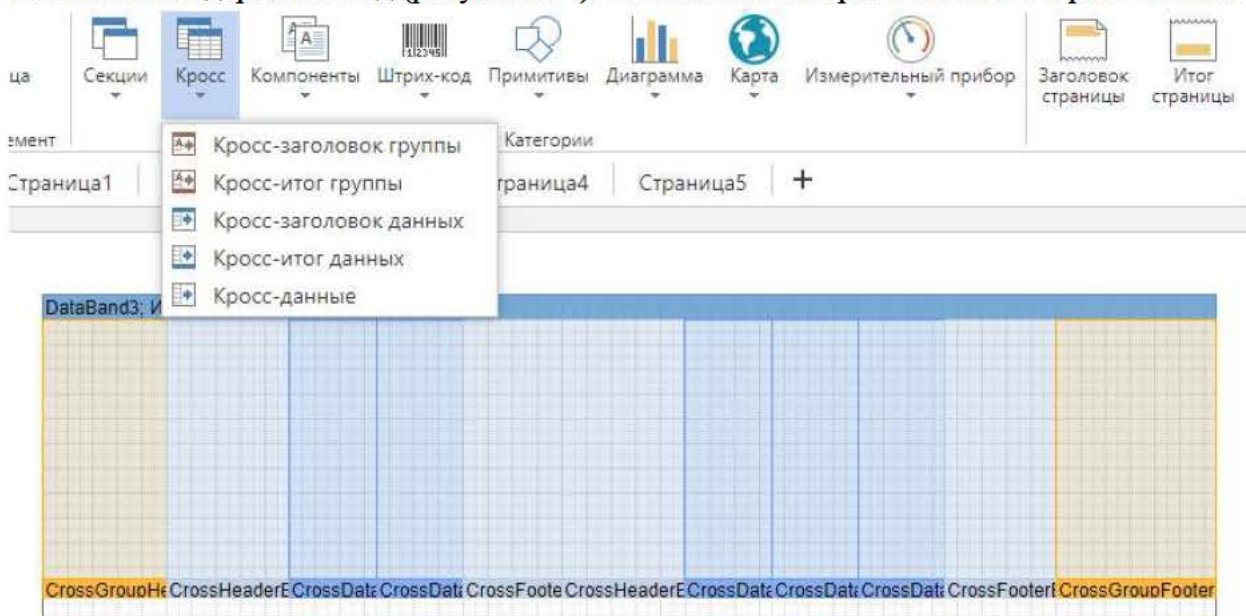 ца
Секции
Кросс
Компоненты
Штрих-код
Примитивы
Диаграмма
Карта
Измерительный прибор
Заголовок страницы
Итог страницы
емент
Категории
Кросс-заголовок группы
Кросс-итог группы
Кросс-заголовок данных
Кросс-итог данных
Кросс-данные
Страница1
траница4
Страница5
+
DataBand3; И
CrossGroupHe
CrossHeaderE
CrossData
CrossData
CrossFoote
CrossHeaderE
CrossData
CrossData
CrossData
CrossFooterE
CrossGroupFooter